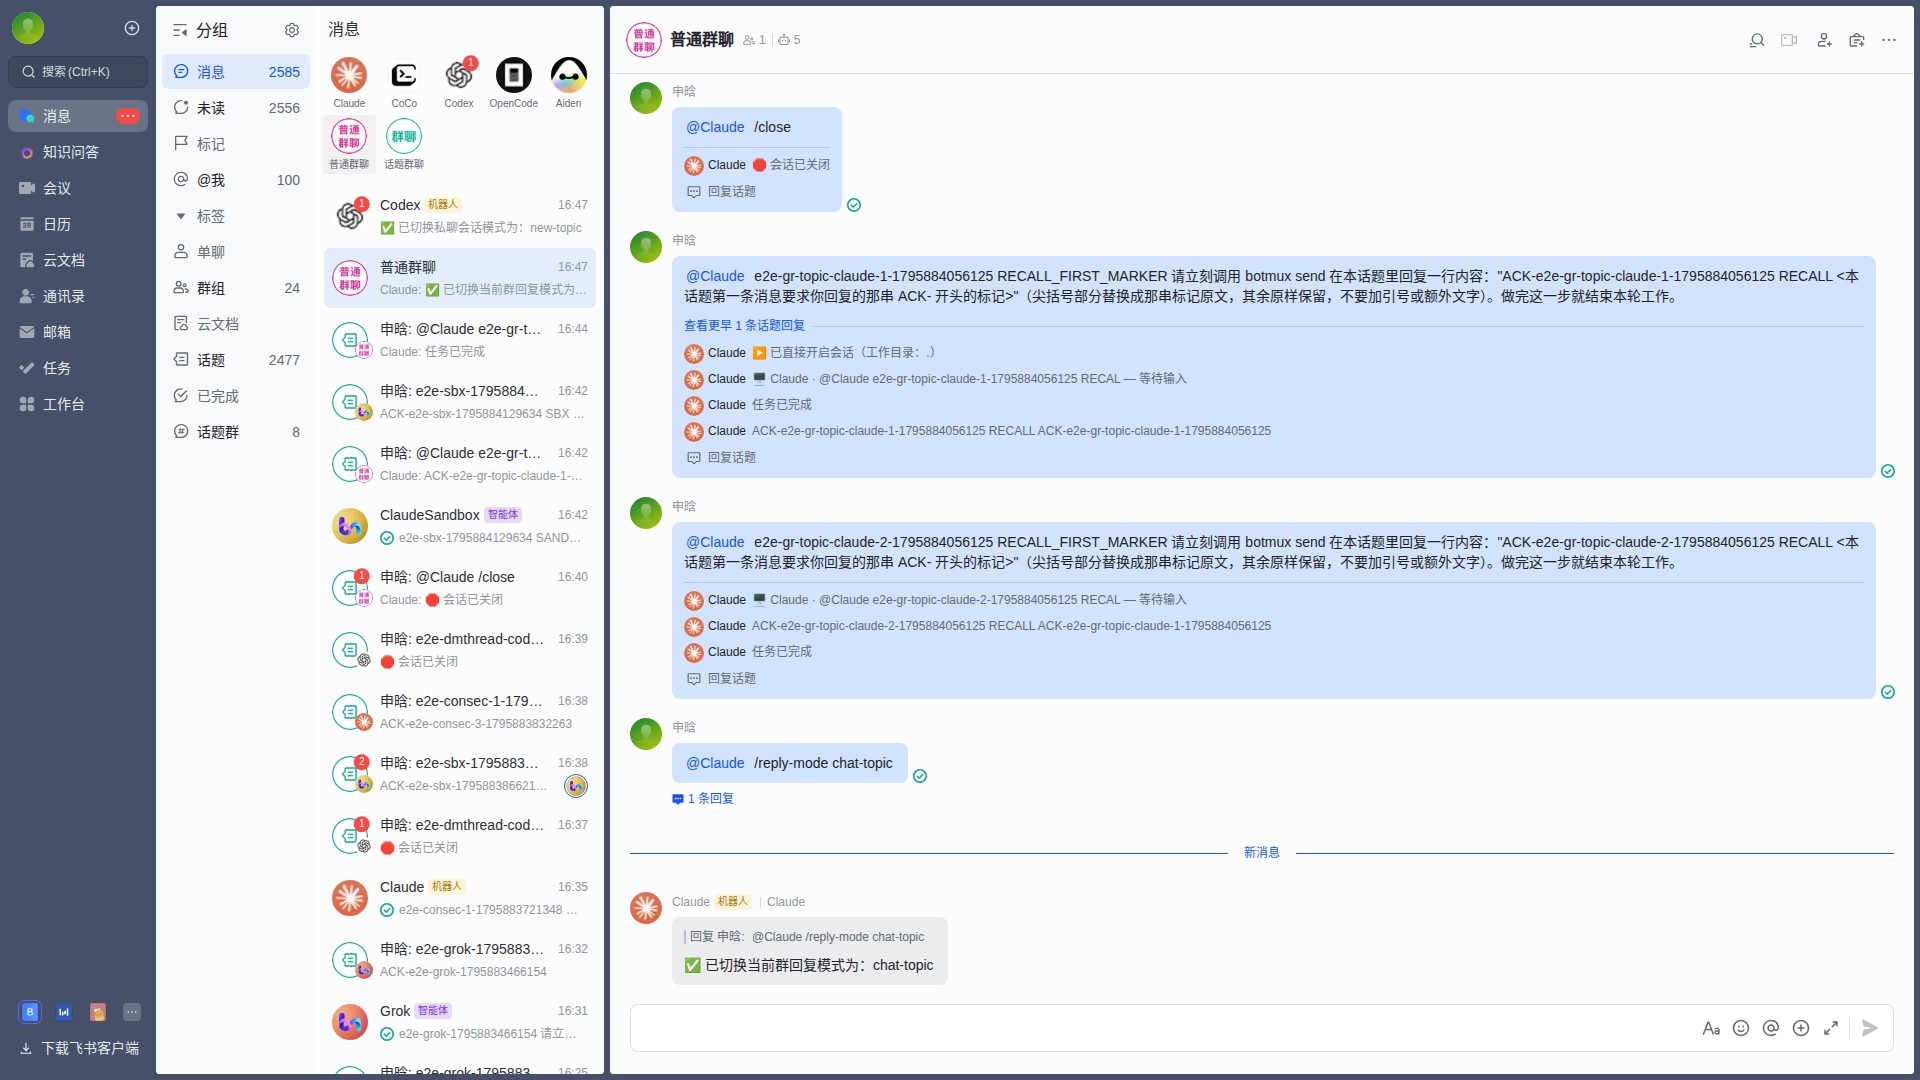 搜索 (Ctrl+K)
消息
知识问答
会议
日历
云文档
通讯录
邮箱
任务
工作台
下载飞书客户端
分组
消息 2585
未读 2556
标记
@我 100
标签
单聊
群组 24
云文档
话题 2477
已完成
话题群 8
消息
Claude
CoCo
1
Codex
OpenCode
Aiden
普通群聊
普通群聊
群聊
话题群聊
1
Codex 机器人 16:47
✅ 已切换私聊会话模式为：new-topic
普通群聊
普通群聊 16:47
Claude: ✅ 已切换当前群回复模式为...
申晗: @Claude e2e-gr-t... 16:44
Claude: 任务已完成
申晗: e2e-sbx-1795884... 16:42
ACK-e2e-sbx-1795884129634 SBX ...
申晗: @Claude e2e-gr-t... 16:42
Claude: ACK-e2e-gr-topic-claude-1-...
ClaudeSandbox 智能体 16:42
e2e-sbx-1795884129634 SAND...
1
申晗: @Claude /close 16:40
Claude: 🛑 会话已关闭
申晗: e2e-dmthread-cod... 16:39
🛑 会话已关闭
申晗: e2e-consec-1-179... 16:38
ACK-e2e-consec-3-1795883832263
2
申晗: e2e-sbx-1795883... 16:38
ACK-e2e-sbx-179588386621...
1
申晗: e2e-dmthread-cod... 16:37
🛑 会话已关闭
Claude 机器人 16:35
e2e-consec-1-1795883721348 ...
申晗: e2e-grok-1795883... 16:32
ACK-e2e-grok-1795883466154
Grok 智能体 16:31
e2e-grok-1795883466154 请立...
申晗: e2e-grok-1795883... 16:25
普通群聊
普通群聊 1 5
申晗
@Claude /close
Claude 🛑 会话已关闭
回复话题
申晗
@Claude e2e-gr-topic-claude-1-1795884056125 RECALL_FIRST_MARKER 请立刻调用 botmux send 在本话题里回复一行内容："ACK-e2e-gr-topic-claude-1-1795884056125 RECALL <本
话题第一条消息要求你回复的那串 ACK- 开头的标记>"（尖括号部分替换成那串标记原文，其余原样保留，不要加引号或额外文字）。做完这一步就结束本轮工作。
查看更早 1 条话题回复
Claude ▶️ 已直接开启会话（工作目录：.）
Claude 🖥️ Claude · @Claude e2e-gr-topic-claude-1-1795884056125 RECAL — 等待输入
Claude 任务已完成
Claude ACK-e2e-gr-topic-claude-1-1795884056125 RECALL ACK-e2e-gr-topic-claude-1-1795884056125
回复话题
申晗
@Claude e2e-gr-topic-claude-2-1795884056125 RECALL_FIRST_MARKER 请立刻调用 botmux send 在本话题里回复一行内容："ACK-e2e-gr-topic-claude-2-1795884056125 RECALL <本
话题第一条消息要求你回复的那串 ACK- 开头的标记>"（尖括号部分替换成那串标记原文，其余原样保留，不要加引号或额外文字）。做完这一步就结束本轮工作。
Claude 🖥️ Claude · @Claude e2e-gr-topic-claude-2-1795884056125 RECAL — 等待输入
Claude ACK-e2e-gr-topic-claude-2-1795884056125 RECALL ACK-e2e-gr-topic-claude-1-1795884056125
Claude 任务已完成
回复话题
申晗
@Claude /reply-mode chat-topic
1 条回复
新消息
Claude 机器人 | Claude
回复 申晗: @Claude /reply-mode chat-topic
✅ 已切换当前群回复模式为：chat-topic
Aa